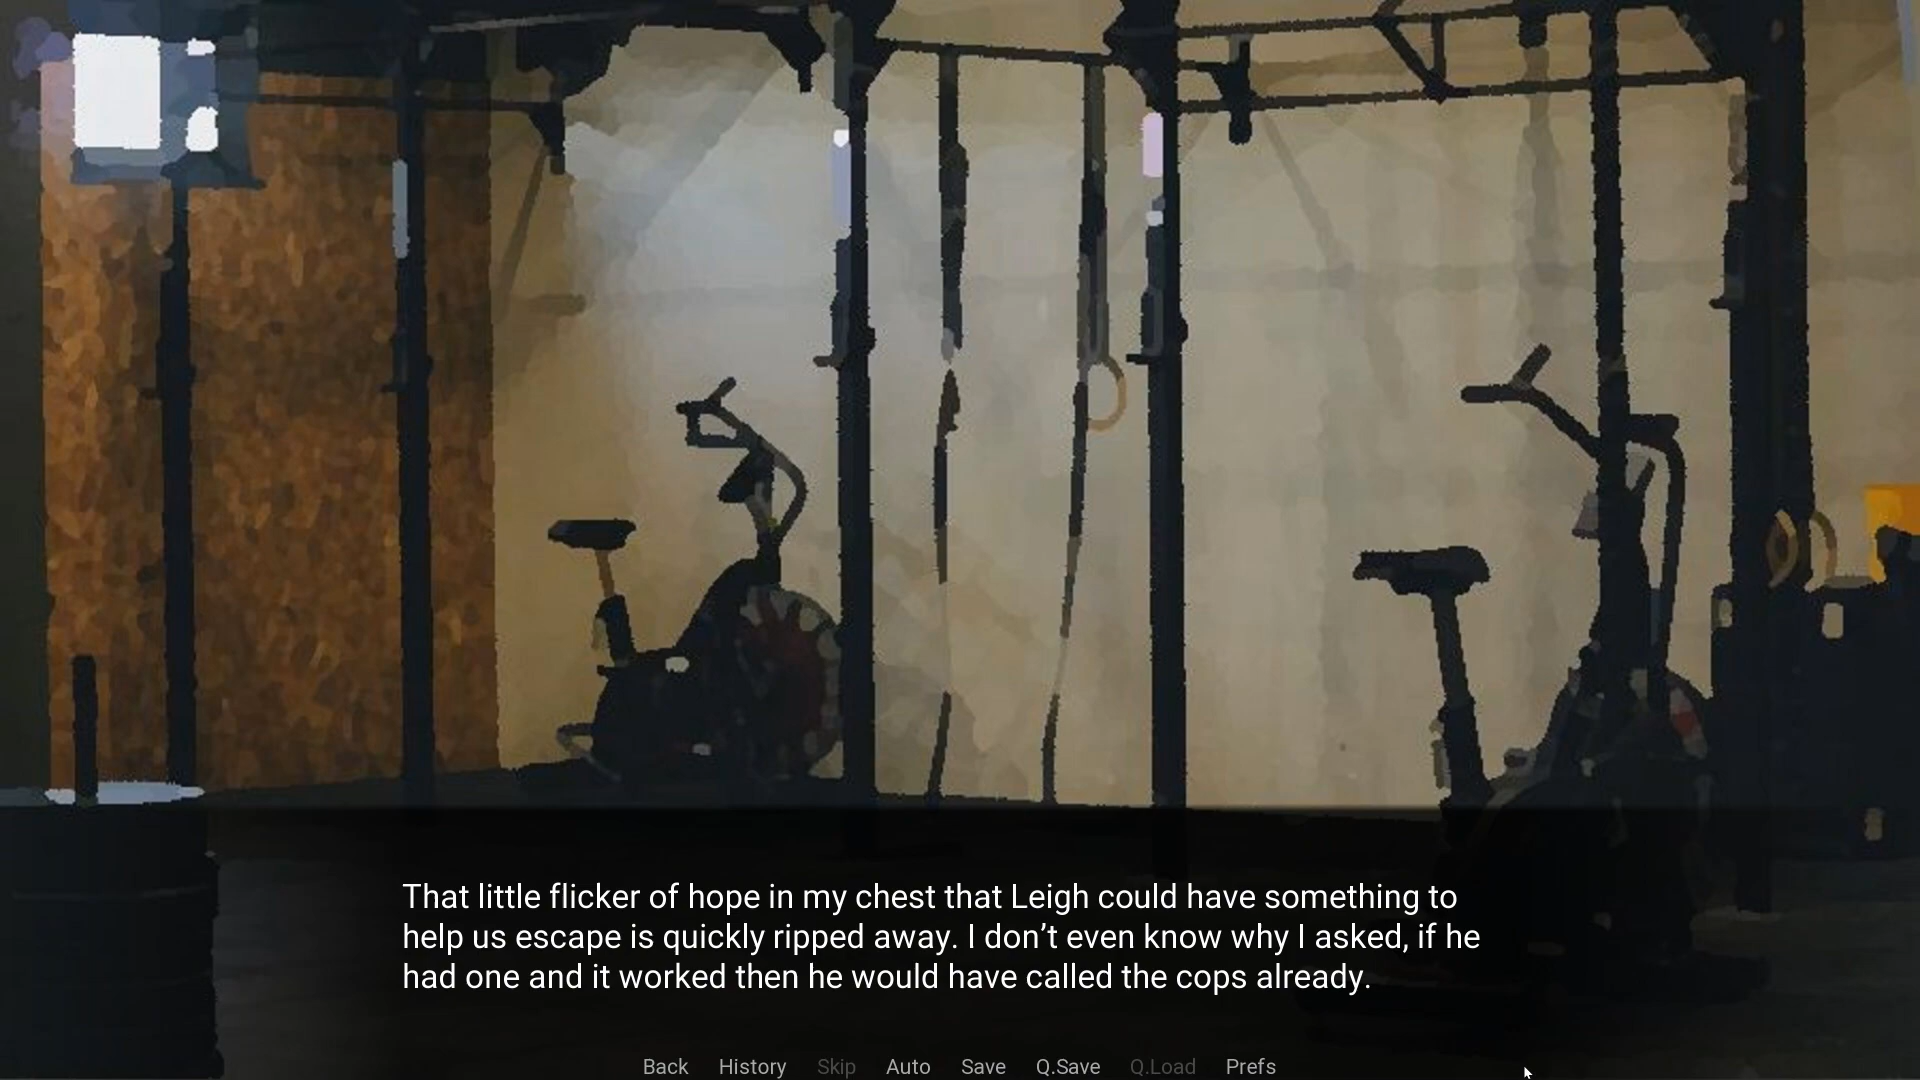 That little flicker of hope in my chest that Leigh could have something to
help us escape is quickly ripped away. I don’t even know why I asked, if he
had one and it worked then he would have called the cops already.
Back History Skip Auto Save Q.Save Q.Load Prefs